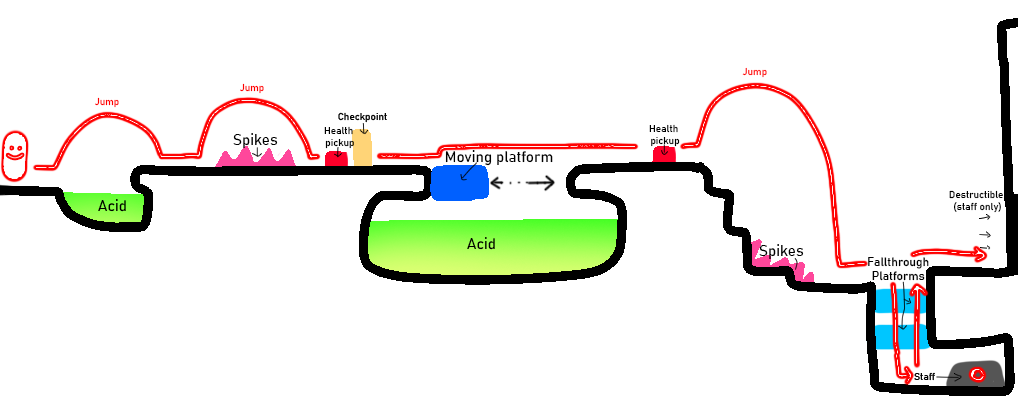 Jump
Jump
Spikes
Health
pickup
Checkpoint
Acid
Moving platform
Acid
Health
pickup
Jump
Spikes
Destructible
(staff only)
Fallthrough
Platforms
Staff